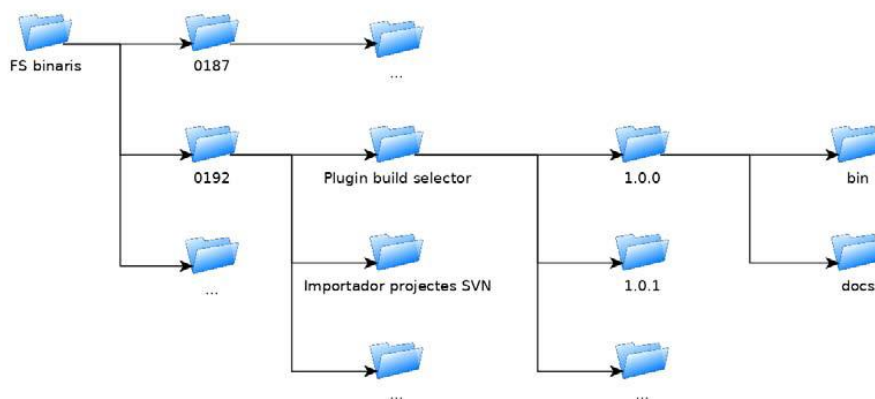 FS binaris
0187
...
0192
Plugin build selector
1.0.0
bin
...
Importador projectes SVN
1.0.1
docs
...
...